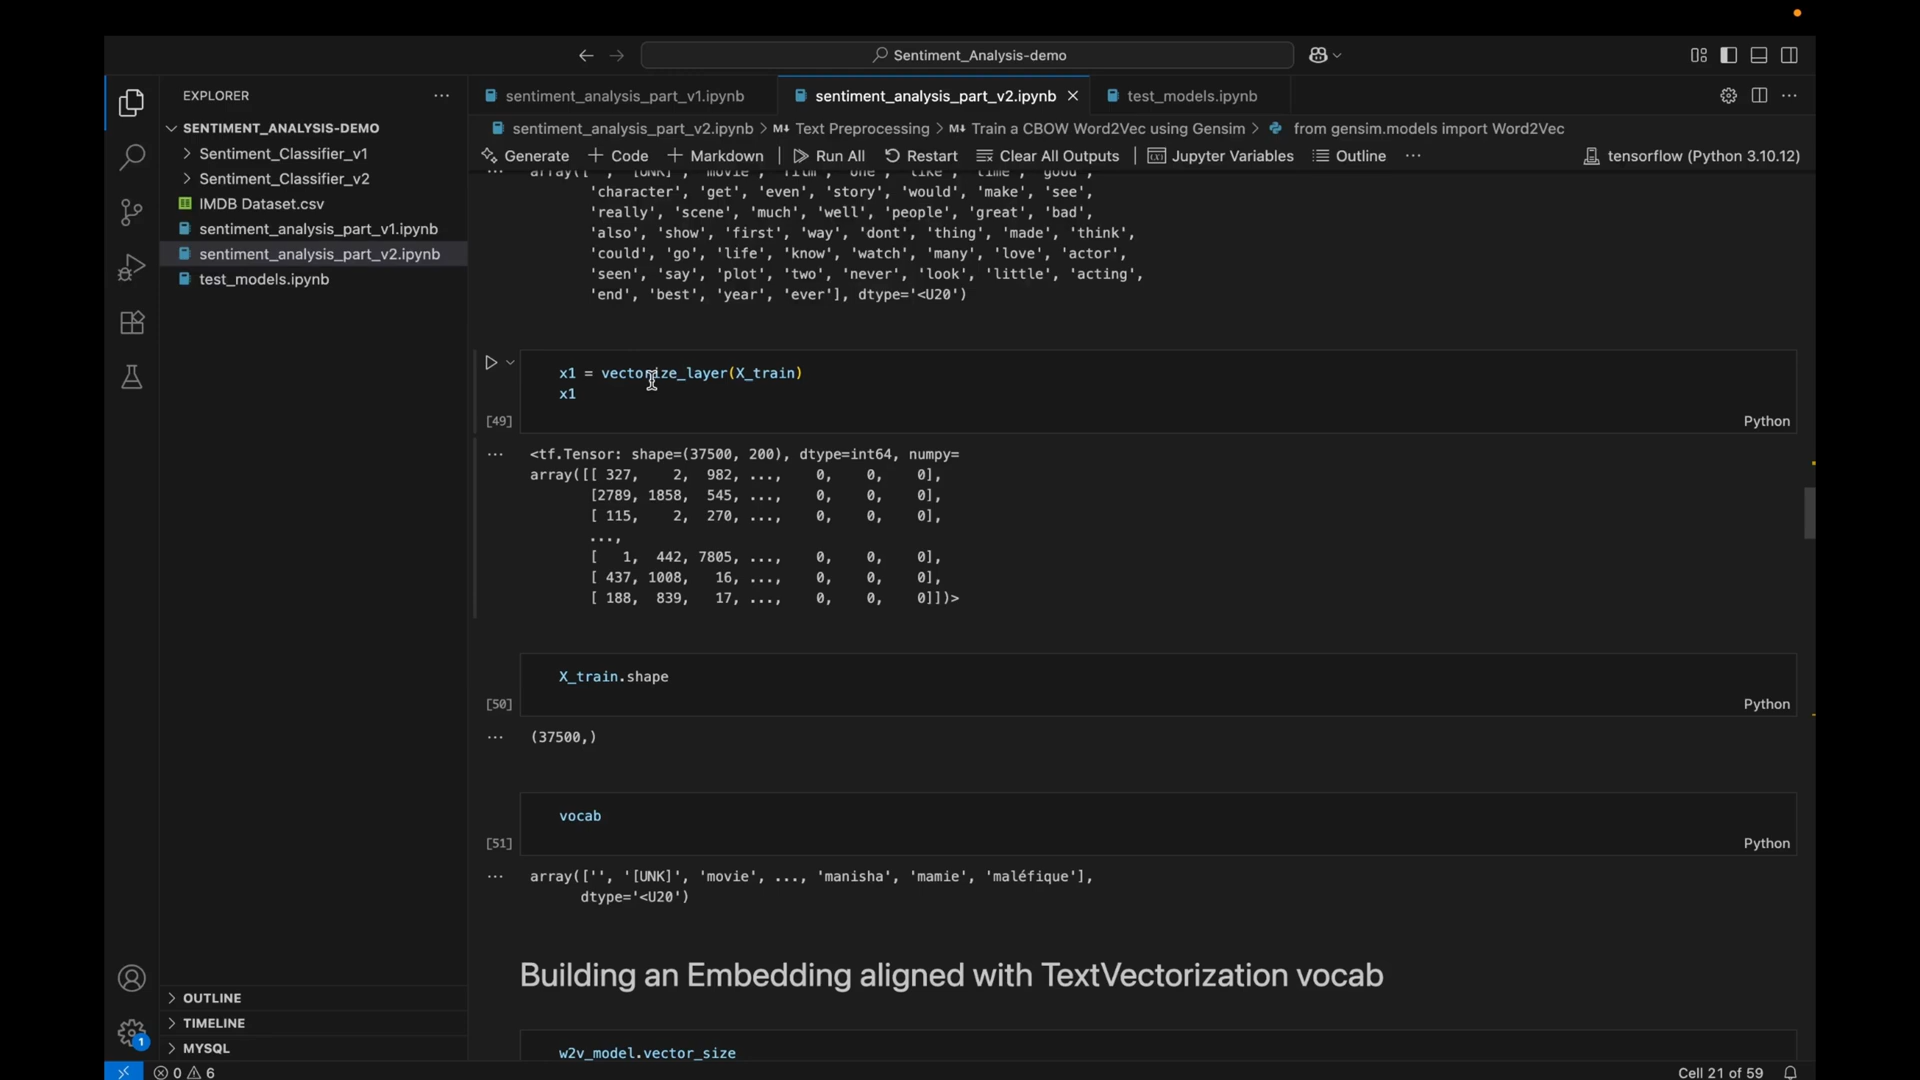 Sentiment_Analysis-demo
EXPLORER
SENTIMENT_ANALYSIS-DEMO
Sentiment_Classifier_v1
Sentiment_Classifier_v2
IMDB Dataset.csv
sentiment_analysis_part_v1.ipynb
sentiment_analysis_part_v2.ipynb
test_models.ipynb
OUTLINE
TIMELINE
MYSQL
1
0 6
sentiment_analysis_part_v1.ipynb sentiment_analysis_part_v2.ipynb test_models.ipynb
sentiment_analysis_part_v2.ipynb > M Text Preprocessing > M Train a CBOW Word2Vec using Gensim > from gensim.models import Word2Vec
Generate + Code + Markdown Run All Restart Clear All Outputs Jupyter Variables Outline ... tensorflow (Python 3.10.12)
array(['', '[UNK]', 'movie', 'film', 'one', 'like', 'time', 'good',
'character', 'get', 'even', 'story', 'would', 'make', 'see',
'really', 'scene', 'much', 'well', 'people', 'great', 'bad',
'also', 'show', 'first', 'way', 'dont', 'thing', 'made', 'think',
'could', 'go', 'life', 'know', 'watch', 'many', 'love', 'actor',
'seen', 'say', 'plot', 'two', 'never', 'look', 'little', 'acting',
'end', 'best', 'year', 'ever'], dtype='<U20')
x1 = vectorize_layer(X_train)
x1
[49] Python
<tf.Tensor: shape=(37500, 200), dtype=int64, numpy=
array([[ 327, 2, 982, ..., 0, 0, 0],
[2789, 1858, 545, ..., 0, 0, 0],
[ 115, 2, 270, ..., 0, 0, 0],
...,
[ 1, 442, 7805, ..., 0, 0, 0],
[ 437, 1008, 16, ..., 0, 0, 0],
[ 188, 839, 17, ..., 0, 0, 0]])>
X_train.shape
[50] Python
(37500,)
vocab
[51] Python
array(['', '[UNK]', 'movie', ..., 'manisha', 'mamie', 'maléfique'],
dtype='<U20')
Building an Embedding aligned with TextVectorization vocab
w2v_model.vector_size
Cell 21 of 59